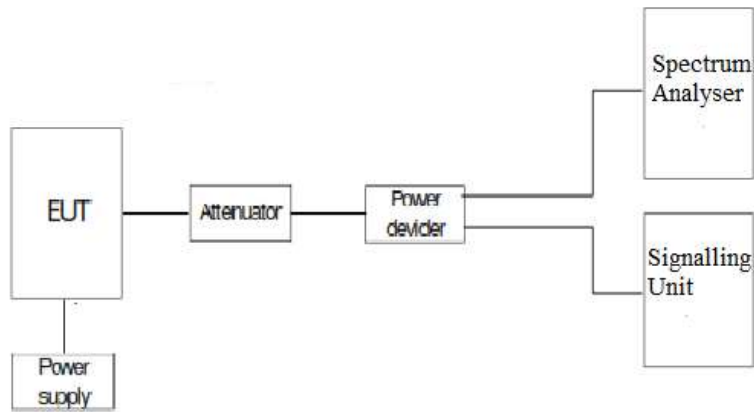 Spectrum
Analyser
EUT
Attenuator
Power
devider
Signalling
Unit
Power
supply